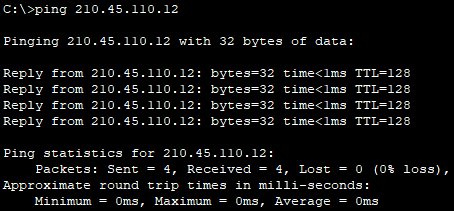 C:\>ping 210.45.110.12
Pinging 210.45.110.12 with 32 bytes of data:
Reply from 210.45.110.12: bytes=32 time<1ms TTL=128
Reply from 210.45.110.12: bytes=32 time<1ms TTL=128
Reply from 210.45.110.12: bytes=32 time<1ms TTL=128
Reply from 210.45.110.12: bytes=32 time<1ms TTL=128
Ping statistics for 210.45.110.12:
    Packets: Sent = 4, Received = 4, Lost = 0 (0% loss),
Approximate round trip times in milli-seconds:
    Minimum = 0ms, Maximum = 0ms, Average = 0ms